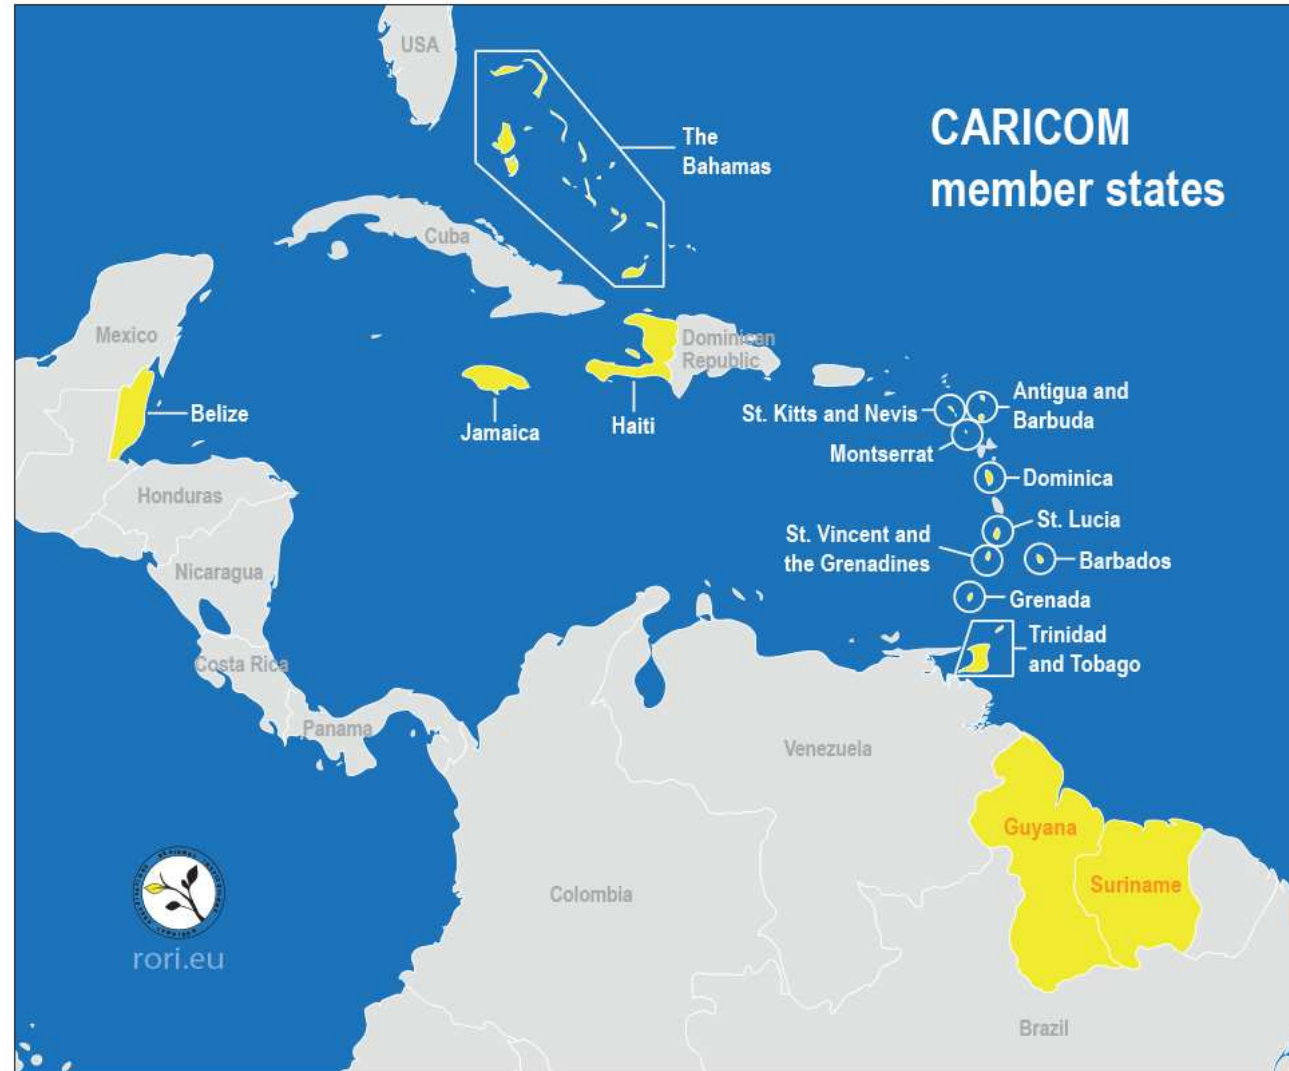 USA
CARICOM
member states
The
Bahamas
Cuba
Mexico
Dominican
Republic
Belize
Jamaica
Haiti
St. Kitts and Nevis
Antigua and
Barbuda
Montserrat
Dominica
Honduras
St. Lucia
St. Vincent and
the Grenadines
Barbados
Nicaragua
Grenada
Trinidad
and Tobago
Costa Rica
Panama
Venezuela
Guyana
Suriname
Colombia
rori.eu
Brazil